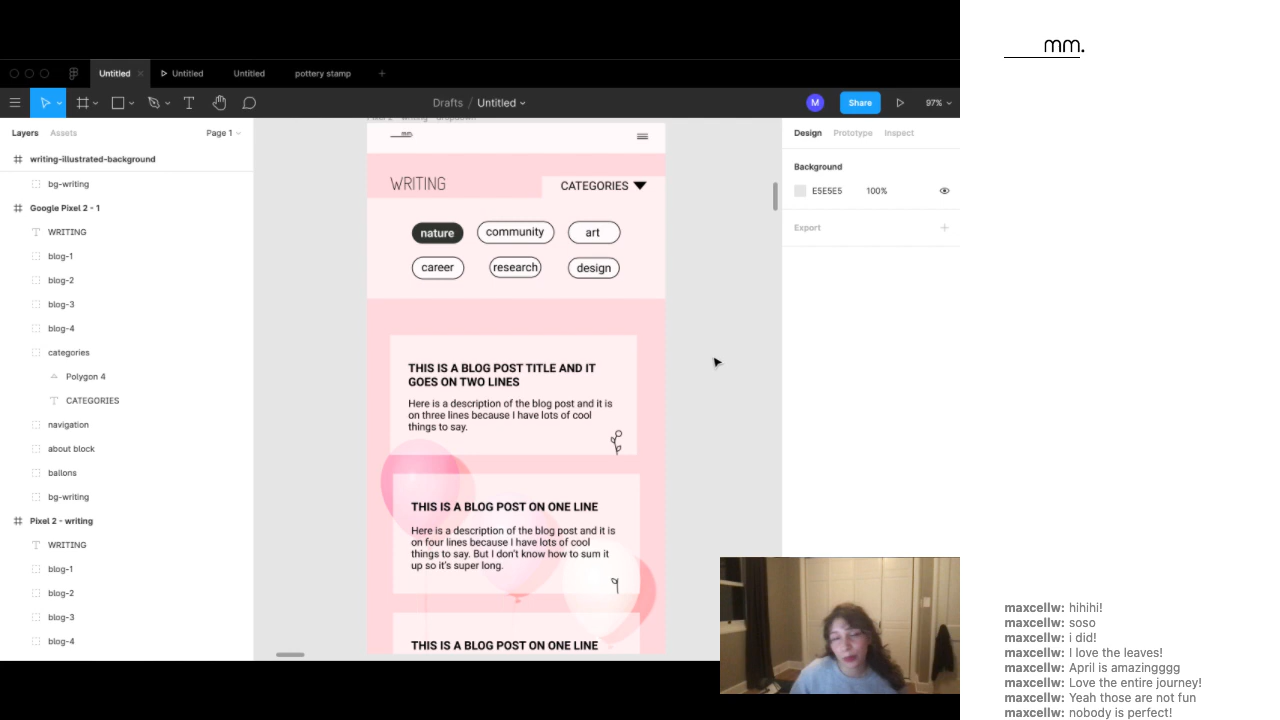 mm.
Untitled
Untitled
Untitled
pottery stamp
Drafts / Untitled
M
Share
97%
Layers
Assets
Page 1
writing-illustrated-background
bg-writing
Google Pixel 2 - 1
WRITING
blog-1
blog-2
blog-3
blog-4
categories
Polygon 4
CATEGORIES
navigation
about block
ballons
bg-writing
Pixel 2 - writing
WRITING
blog-1
blog-2
blog-3
blog-4
mm.
WRITING
CATEGORIES
nature
community
art
career
research
design
THIS IS A BLOG POST TITLE AND IT
GOES ON TWO LINES
Here is a description of the blog post and it is
on three lines because I have lots of cool
things to say.
THIS IS A BLOG POST ON ONE LINE
Here is a description of the blog post and it is
on four lines because I have lots of cool
things to say. But I don't know how to sum it
up so it's super long.
THIS IS A BLOG POST ON ONE LINE
Design
Prototype
Inspect
Background
E5E5E5
100%
Export
maxcellw: hihihi!
maxcellw: soso
maxcellw: i did!
maxcellw: I love the leaves!
maxcellw: April is amazingggg
maxcellw: Love the entire journey!
maxcellw: Yeah those are not fun
maxcellw: nobody is perfect!